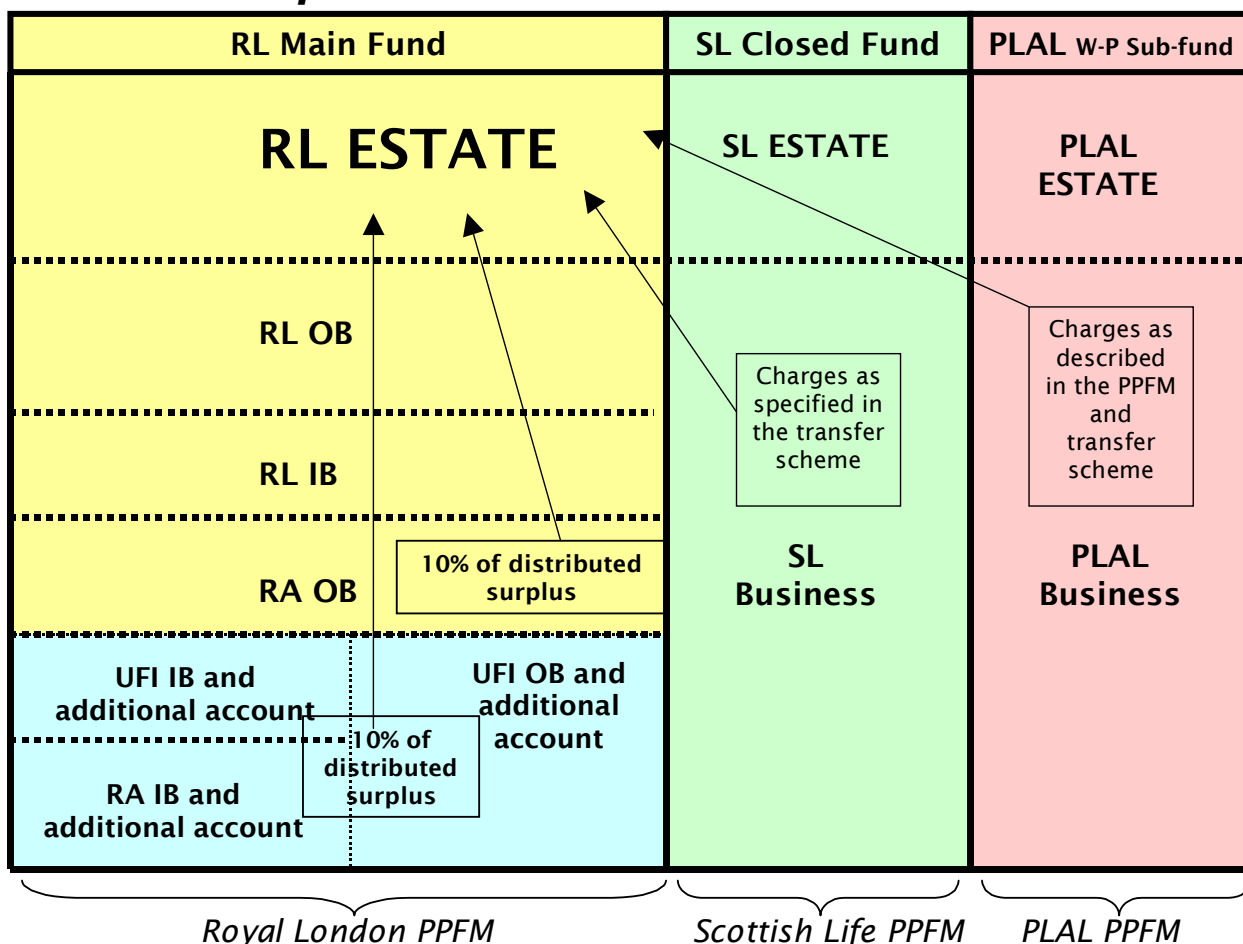 RL Main Fund
SL Closed Fund
PLAL W-P Sub-fund
RL ESTATE
SL ESTATE
PLAL
ESTATE
RL OB
RL IB
RA OB
10% of distributed
surplus
Charges as
specified in
the transfer
scheme
Charges as
described
in the PPFM
and
transfer
scheme
SL
Business
PLAL
Business
UFI IB and
additional account
UFI OB and
additional
account
10% of
distributed
surplus
RA IB and
additional account
Royal London PPFM
Scottish Life PPFM
PLAL PPFM